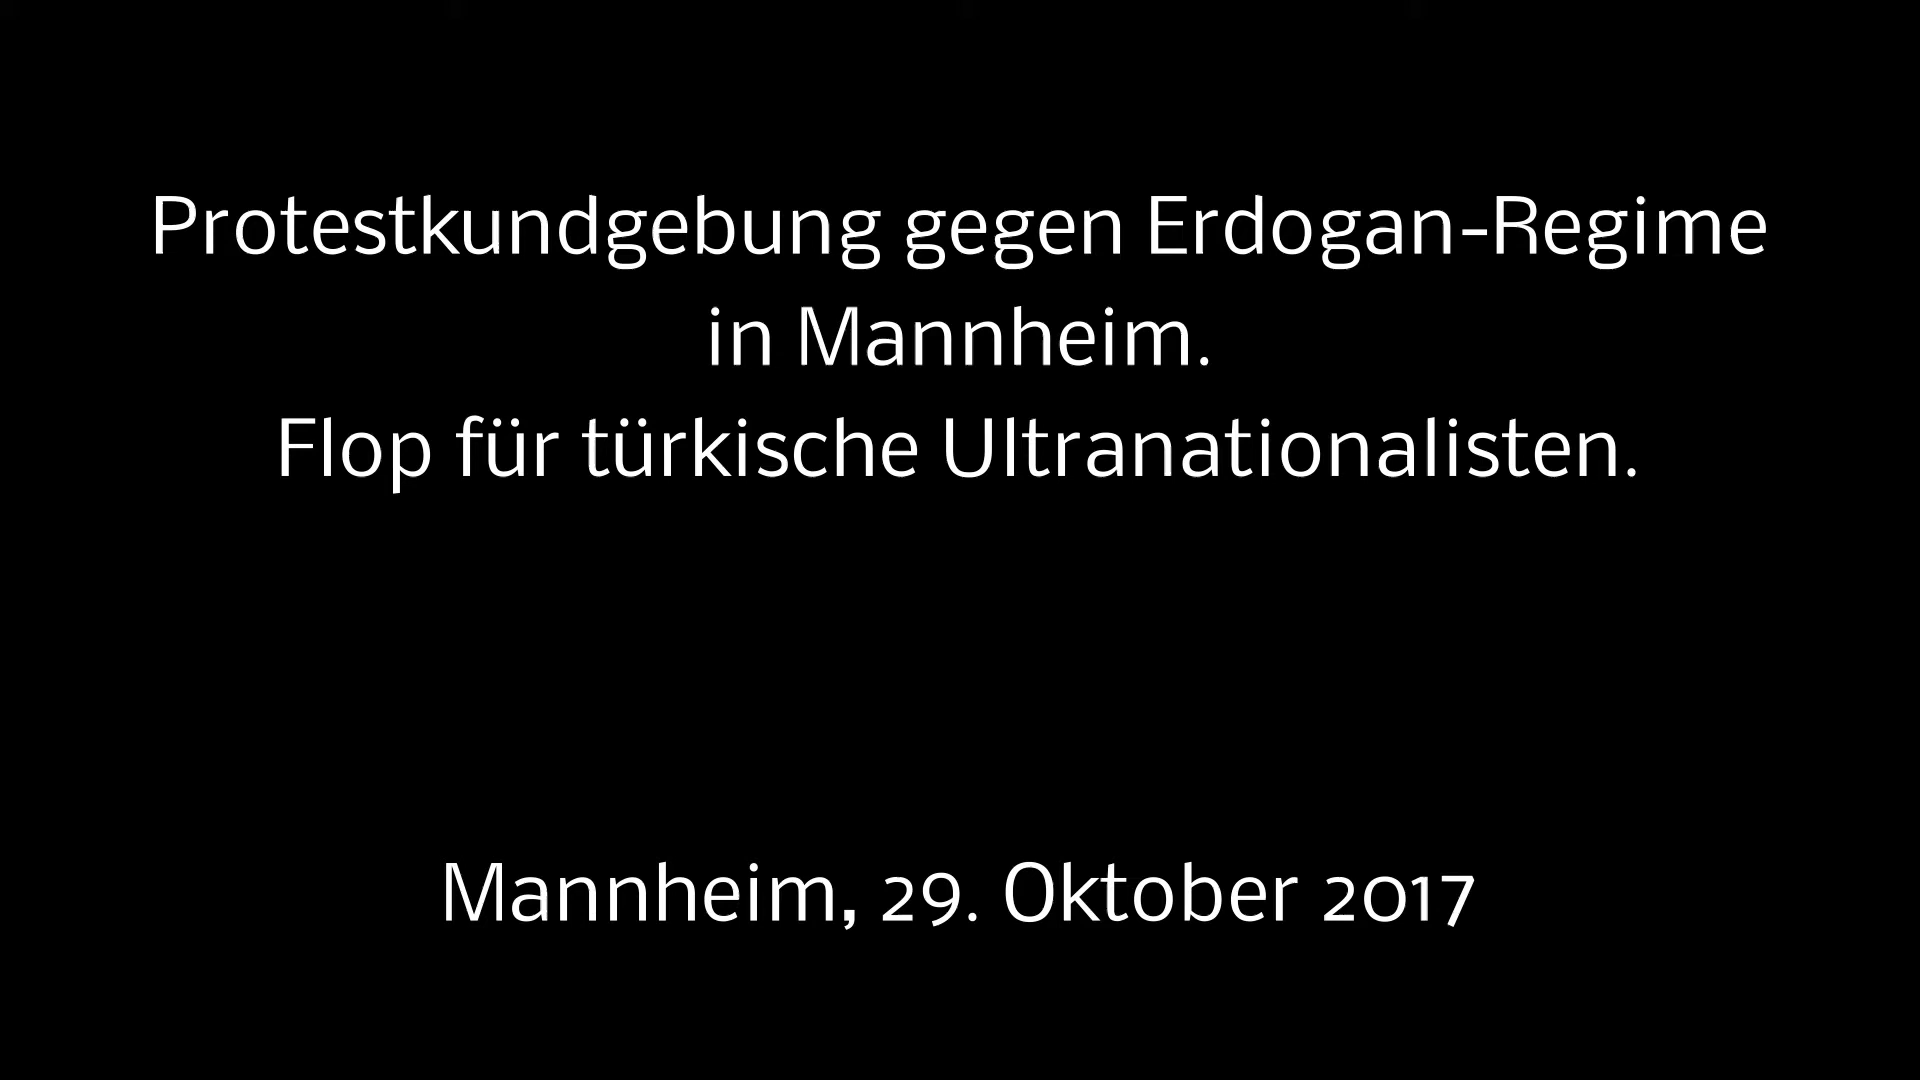 Protestkundgebung gegen Erdogan-Regime
in Mannheim.
Flop für türkische Ultranationalisten.
Mannheim, 29. Oktober 2017